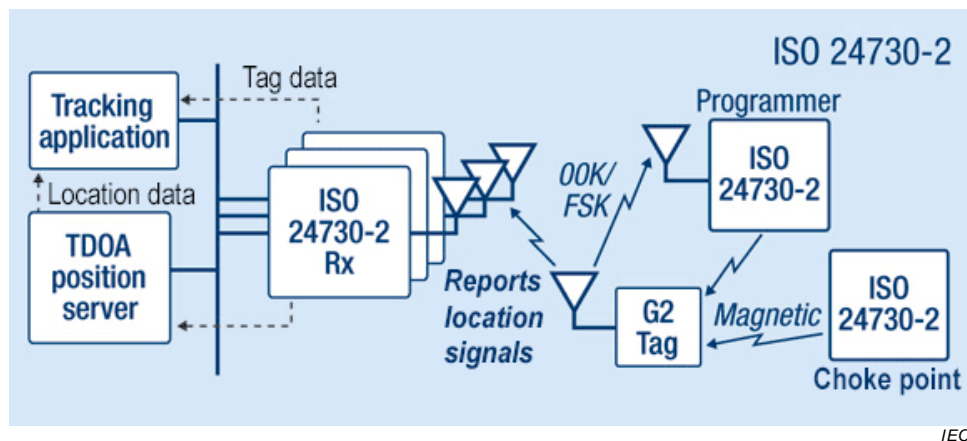 ISO 24730-2
Tag data
Programmer
Tracking
application
ISO
24730-2
OOK/
FSK
Location data
ISO
24730-2
Rx
TDOA
position
server
Reports
location
signals
G2
Tag
Magnetic
ISO
24730-2
Choke point
IEC